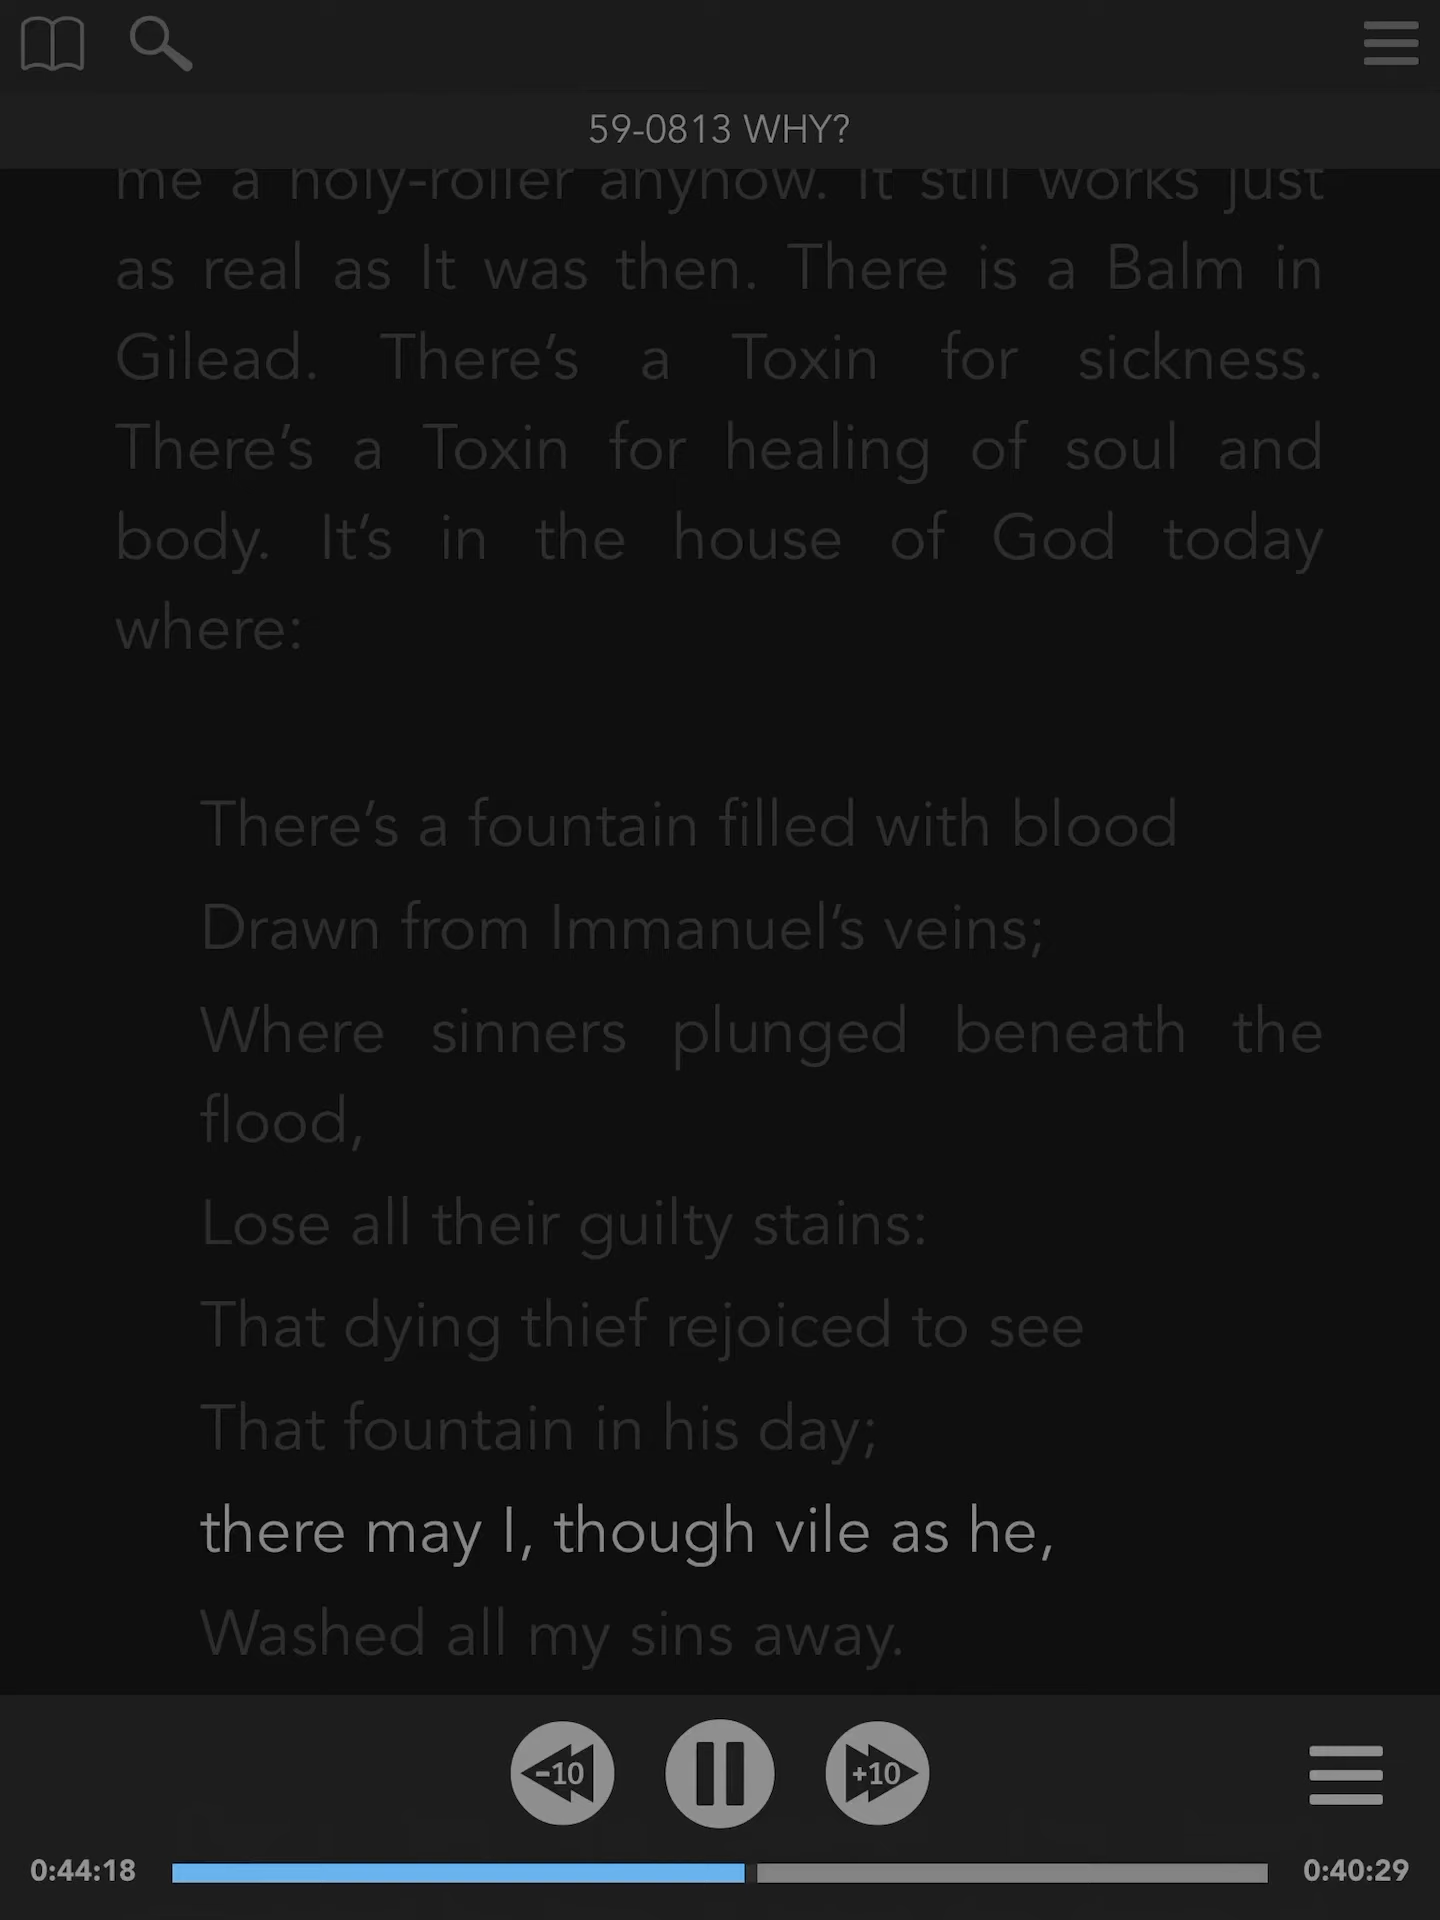 59-0813 WHY?
me a holy-roller anyhow. It still works just
as real as It was then. There is a Balm in
Gilead. There’s a Toxin for sickness.
There’s a Toxin for healing of soul and
body. It’s in the house of God today
where:
There’s a fountain filled with blood
Drawn from Immanuel’s veins;
Where sinners plunged beneath the
flood,
Lose all their guilty stains:
That dying thief rejoiced to see
That fountain in his day;
there may I, though vile as he,
Washed all my sins away.
-10 +10
0:44:18 0:40:29